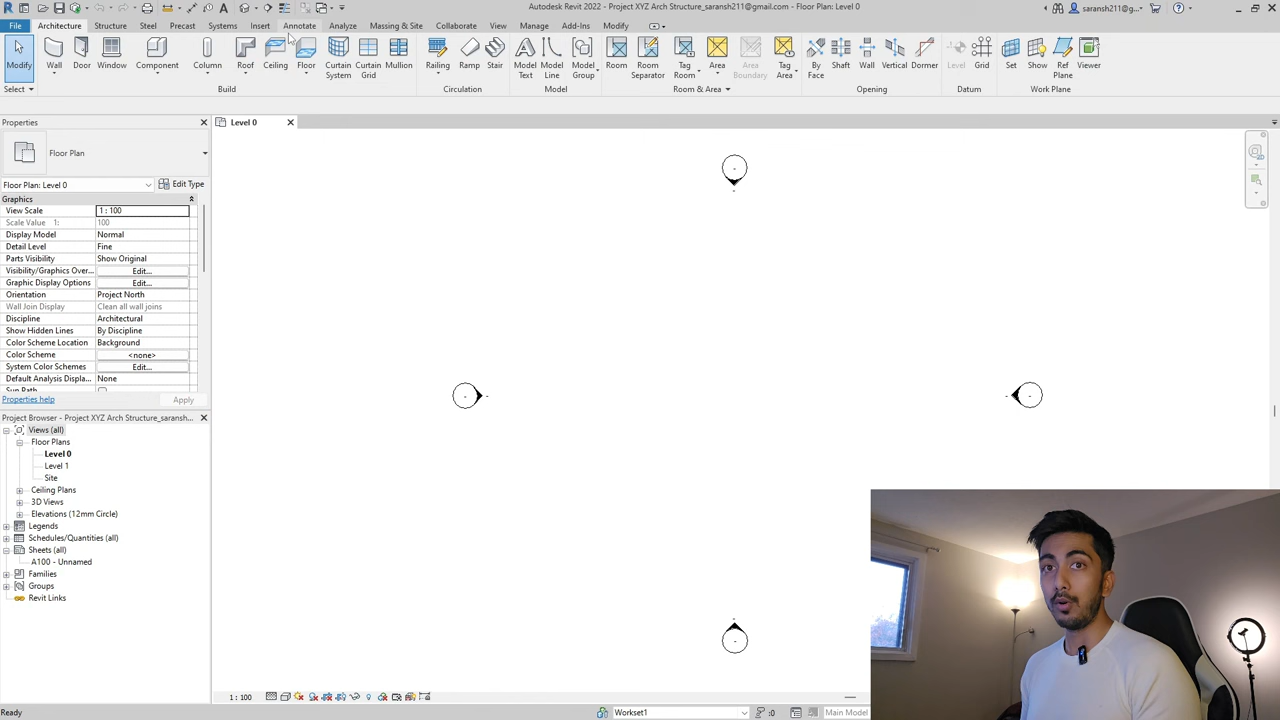 Autodesk Revit 2022 - Project XYZ Arch Structure_saransh211@g... - Floor Plan: Level 0
saransh211@g...
File Architecture Structure Steel Precast Systems Insert Annotate Analyze Massing & Site Collaborate View Manage Add-Ins Modify
Modify Wall Door Window Component Column Roof Ceiling Floor Curtain System Curtain Grid Mullion Railing Ramp Stair Model Text Model Line Model Group Room Room Separator Tag Room Area Area Boundary Tag Area By Face Shaft Wall Vertical Dormer Level Grid Set Show Ref Plane Viewer
Select Build Circulation Model Room & Area Opening Datum Work Plane
Properties
Level 0
Floor Plan
Floor Plan: Level 0 Edit Type
Graphics
View Scale 1 : 100
Scale Value 1: 100
Display Model Normal
Detail Level Fine
Parts Visibility Show Original
Visibility/Graphics Over... Edit...
Graphic Display Options Edit...
Orientation Project North
Wall Join Display Clean all wall joins
Discipline Architectural
Show Hidden Lines By Discipline
Color Scheme Location Background
Color Scheme <none>
System Color Schemes Edit...
Default Analysis Displa... None
Sun Path
Properties help Apply
Project Browser - Project XYZ Arch Structure_saransh...
Views (all)
Floor Plans
Level 0
Level 1
Site
Ceiling Plans
3D Views
Elevations (12mm Circle)
Legends
Schedules/Quantities (all)
Sheets (all)
A100 - Unnamed
Families
Groups
Revit Links
1 : 100
Ready Workset1 :0 Main Model